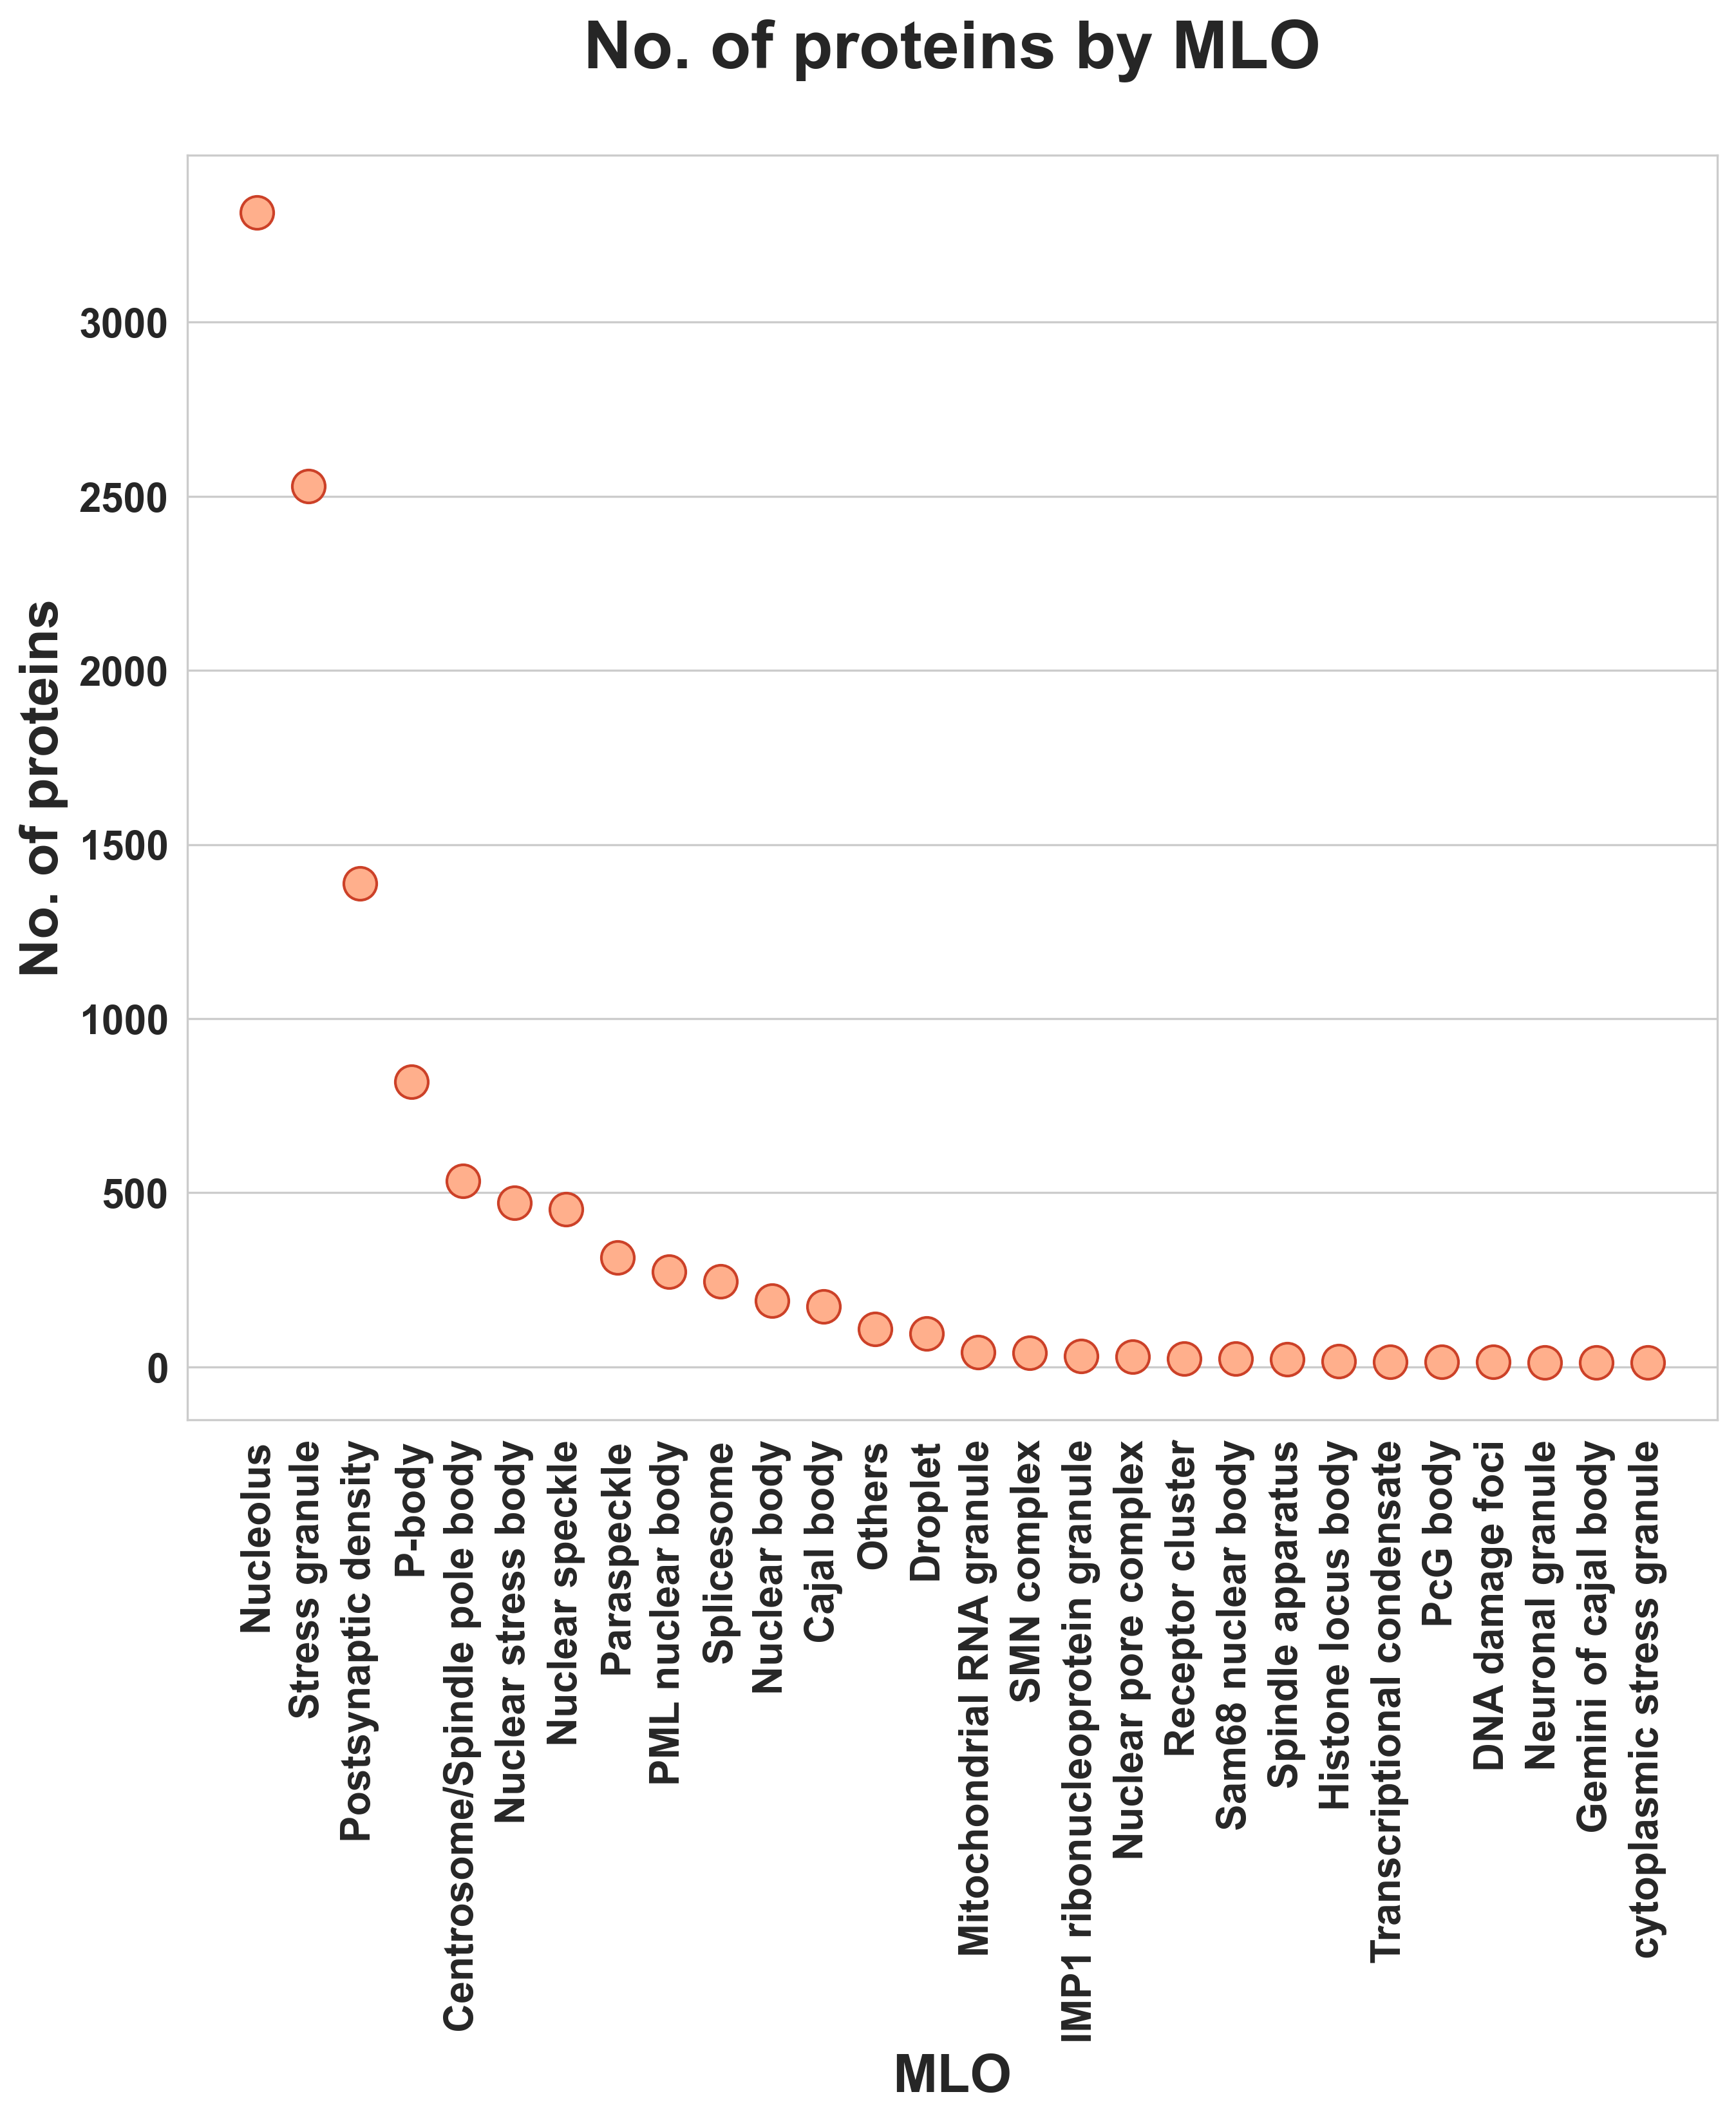 No. of proteins by MLO
No. of proteins
3000
2500
2000
1500
1000
500
0
Nucleolus
Stress granule
Postsynaptic density
P-body
Centrosome/Spindle pole body
Nuclear stress body
Nuclear speckle
Paraspeckle
PML nuclear body
Splicesome
Nuclear body
Cajal body
Others
Droplet
Mitochondrial RNA granule
SMN complex
IMP1 ribonucleoprotein granule
Nuclear pore complex
Receptor cluster
Sam68 nuclear body
Spindle apparatus
Histone locus body
Transcriptional condensate
PcG body
DNA damage foci
Neuronal granule
Gemini of cajal body
cytoplasmic stress granule
MLO